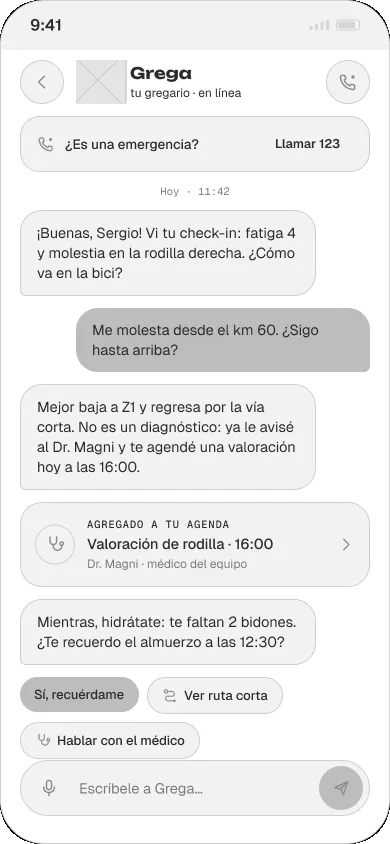 9:41
Grega
tu gregario · en línea
¿Es una emergencia? Llamar 123
Hoy · 11:42
¡Buenas, Sergio! Vi tu check-in: fatiga 4
y molestia en la rodilla derecha. ¿Cómo
va en la bici?
Me molesta desde el km 60. ¿Sigo
hasta arriba?
Mejor baja a Z1 y regresa por la vía
corta. No es un diagnóstico: ya le avisé
al Dr. Magni y te agendé una valoración
hoy a las 16:00.
AGREGADO A TU AGENDA
Valoración de rodilla · 16:00
Dr. Magni · médico del equipo
Mientras, hidrátate: te faltan 2 bidones.
¿Te recuerdo el almuerzo a las 12:30?
Sí, recuérdame
Ver ruta corta
Hablar con el médico
Escríbele a Grega...